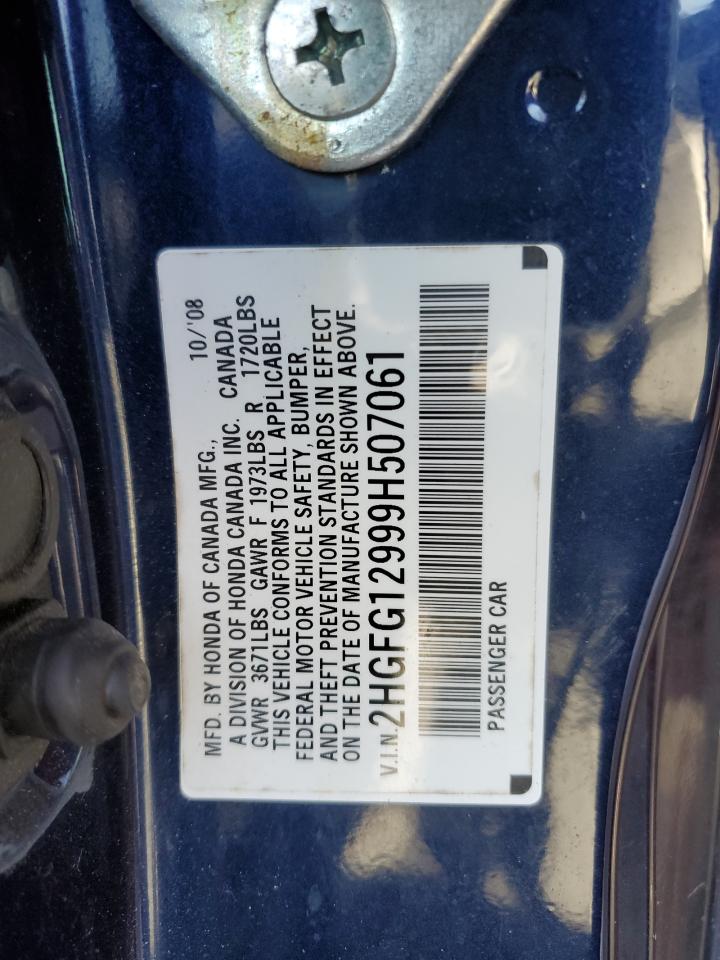 MFD. BY HONDA OF CANADA MFG., 10/'08
A DIVISION OF HONDA CANADA INC. CANADA
GVWR 3671LBS GAWR F 1973LBS R 1720LBS
THIS VEHICLE CONFORMS TO ALL APPLICABLE
FEDERAL MOTOR VEHICLE SAFETY, BUMPER,
AND THEFT PREVENTION STANDARDS IN EFFECT
ON THE DATE OF MANUFACTURE SHOWN ABOVE.
V.I.N. 2HGFG12999H507061
PASSENGER CAR